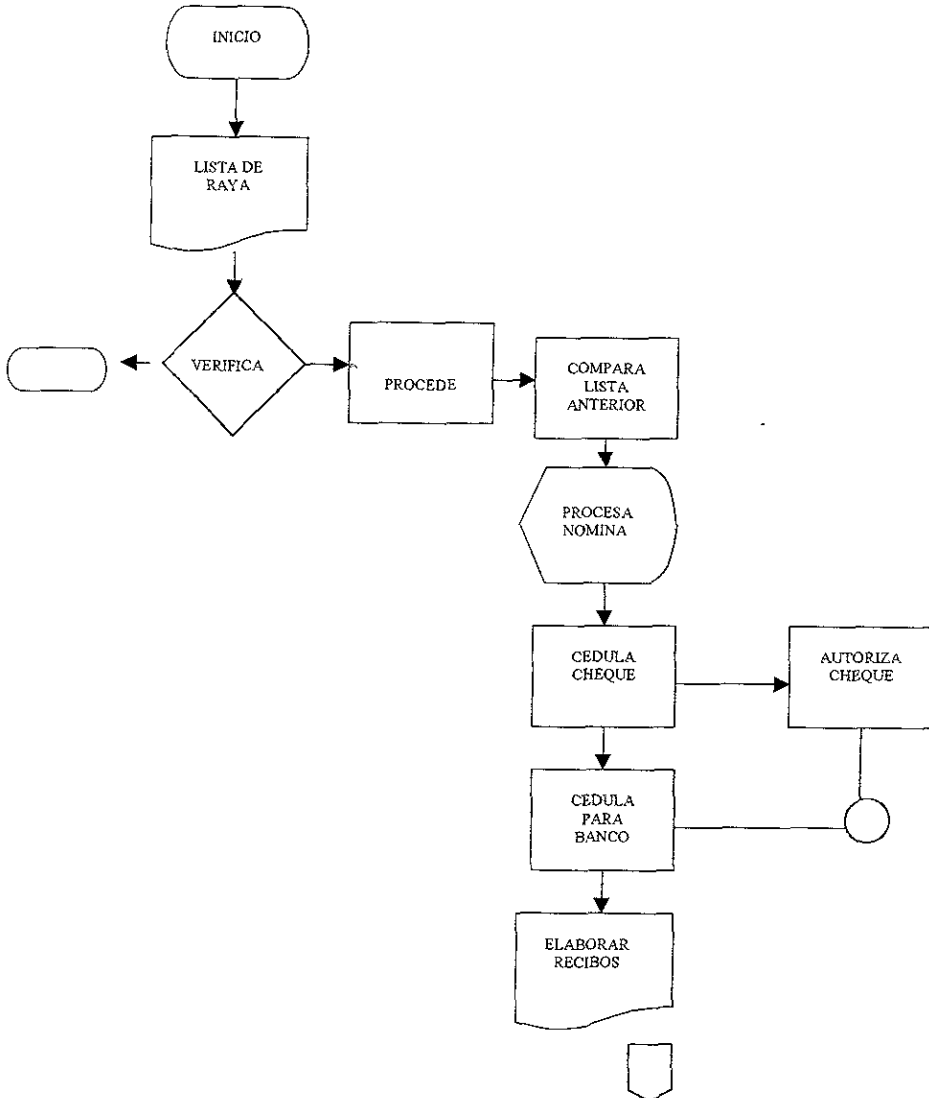 INICIO
LISTA DE
RAYA
VERIFICA
PROCEDE
COMPARA
LISTA
ANTERIOR
PROCESA
NOMINA
CEDULA
CHEQUE
AUTORIZA
CHEQUE
CEDULA
PARA
BANCO
ELABORAR
RECIBOS